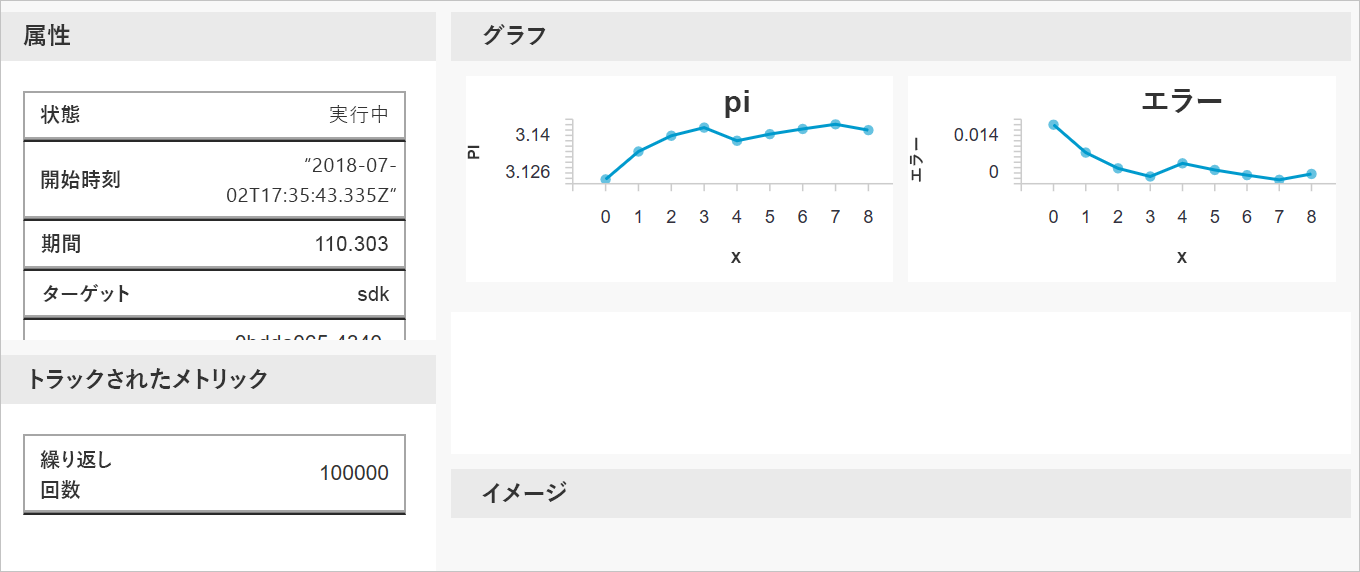 属性
状態 実行中
開始時刻 "2018-07-
02T17:35:43.335Z"
期間 110.303
ターゲット sdk
トラックされたメトリック
繰り返し
回数 100000
グラフ
pi
PI
3.14
3.126
0 1 2 3 4 5 6 7 8
x
エラー
エラー
0.014
0
0 1 2 3 4 5 6 7 8
x
イメージ